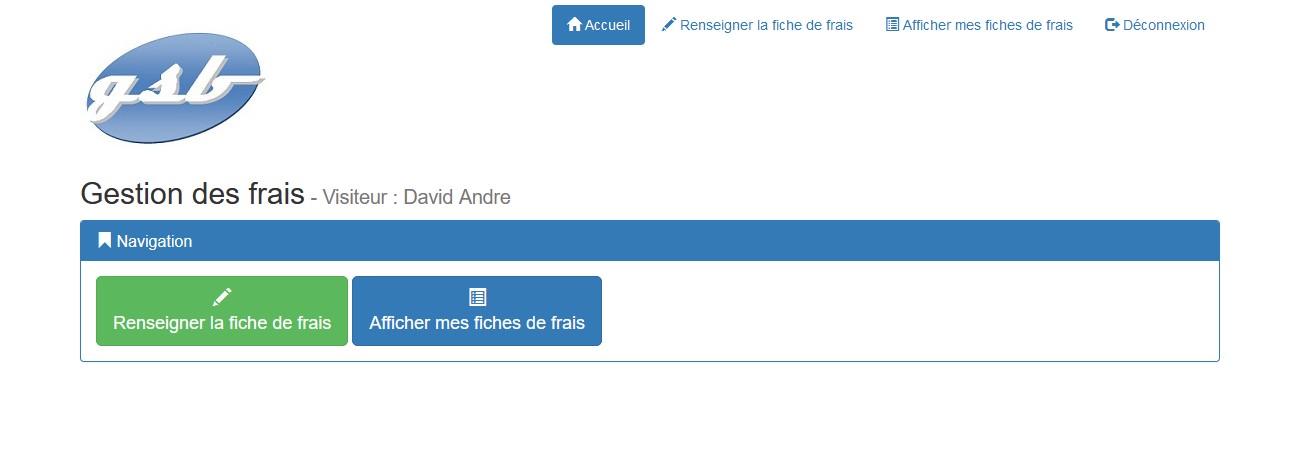 Accueil Renseigner la fiche de frais Afficher mes fiches de frais Déconnexion
gsb
Gestion des frais - Visiteur : David Andre
Navigation
Renseigner la fiche de frais Afficher mes fiches de frais